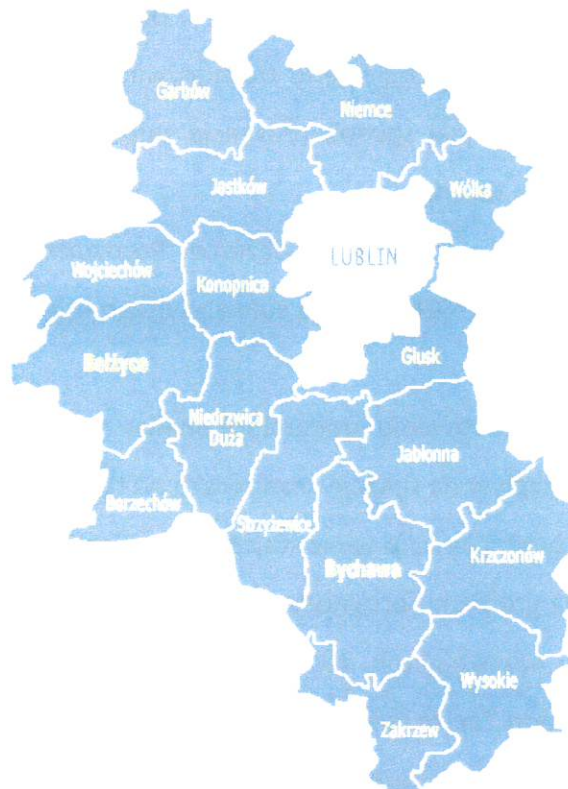 Garbów
Niemce
Jastków
Wólka
Wojciechów
Konopnica
LUBLIN
Bełżyce
Głusk
Niedrzwica
Duża
Jabłonna
Borzechów
Strzyżewice
Bychawa
Krzczonów
Wysokie
Zakrzew